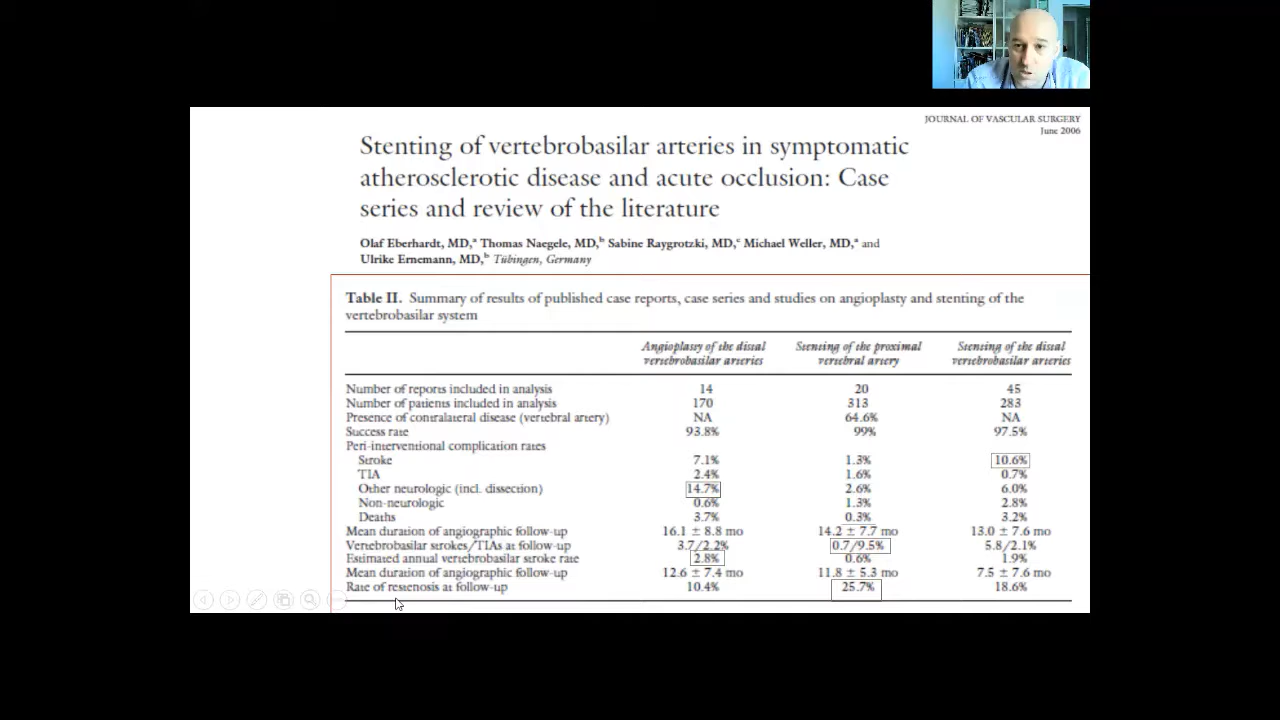 JOURNAL OF VASCULAR SURGERY
June 2006
Stenting of vertebrobasilar arteries in symptomatic
atherosclerotic disease and acute occlusion: Case
series and review of the literature
Olaf Eberhardt, MD,a Thomas Naegele, MD,b Sabine Raygrotzki, MD,c Michael Weller, MD,a and
Ulrike Ernemann, MD,b Tübingen, Germany
Table II. Summary of results of published case reports, case series and studies on angioplasty and stenting of the
vertebrobasilar system
Angioplasty of the distal Stenting of the proximal Stenting of the distal
vertebrobasilar arteries vertebral artery vertebrobasilar arteries
Number of reports included in analysis 14 20 45
Number of patients included in analysis 170 313 283
Presence of contralateral disease (vertebral artery) NA 64.6% NA
Success rate 93.8% 99% 97.5%
Peri-interventional complication rates
Stroke 7.1% 1.3% 10.6%
TIA 2.4% 1.6% 0.7%
Other neurologic (incl. dissection) 14.7% 2.6% 6.0%
Non-neurologic 0.6% 1.3% 2.8%
Deaths 3.7% 0.3% 3.2%
Mean duration of angiographic follow-up 16.1 ± 8.8 mo 14.2 ± 7.7 mo 13.0 ± 7.6 mo
Vertebrobasilar strokes/TIAs at follow-up 3.7/2.2% 0.7/9.5% 5.8/2.1%
Estimated annual vertebrobasilar stroke rate 2.8% 0.6% 1.9%
Mean duration of angiographic follow-up 12.6 ± 7.4 mo 11.8 ± 5.3 mo 7.5 ± 7.6 mo
Rate of restenosis at follow-up 10.4% 25.7% 18.6%